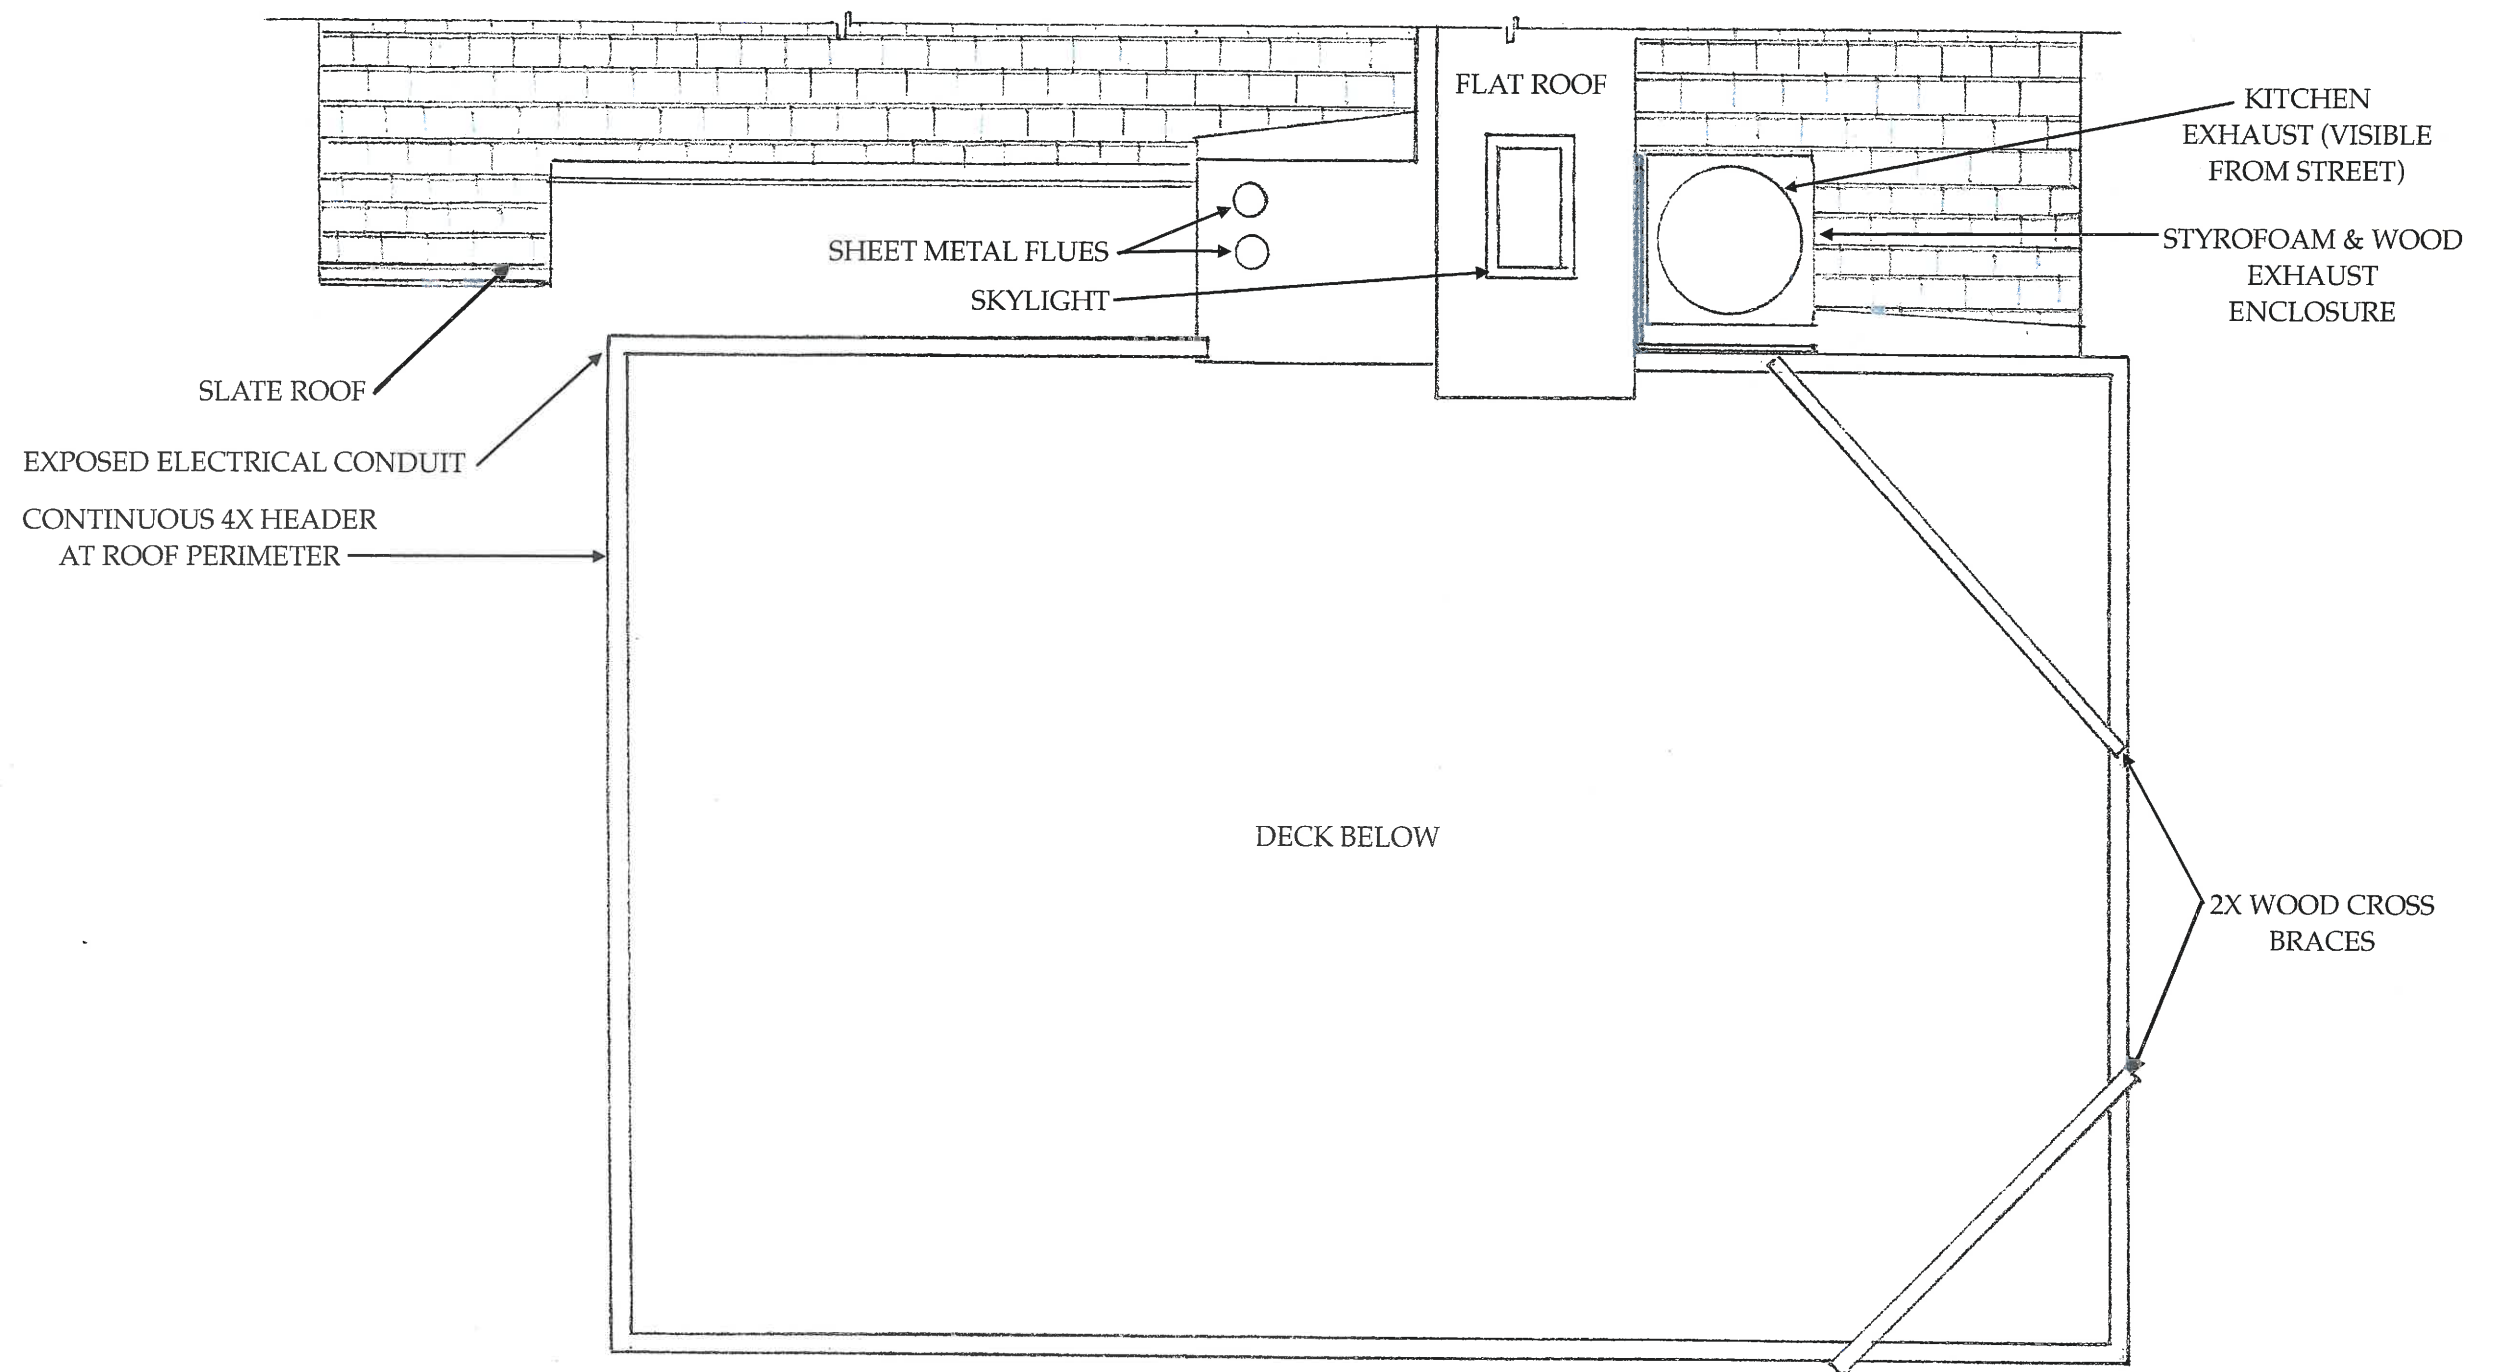 FLAT ROOF
KITCHEN
EXHAUST (VISIBLE
FROM STREET)
SHEET METAL FLUES
SKYLIGHT
STYROFOAM & WOOD
EXHAUST
ENCLOSURE
SLATE ROOF
EXPOSED ELECTRICAL CONDUIT
CONTINUOUS 4X HEADER
AT ROOF PERIMETER
DECK BELOW
2X WOOD CROSS
BRACES